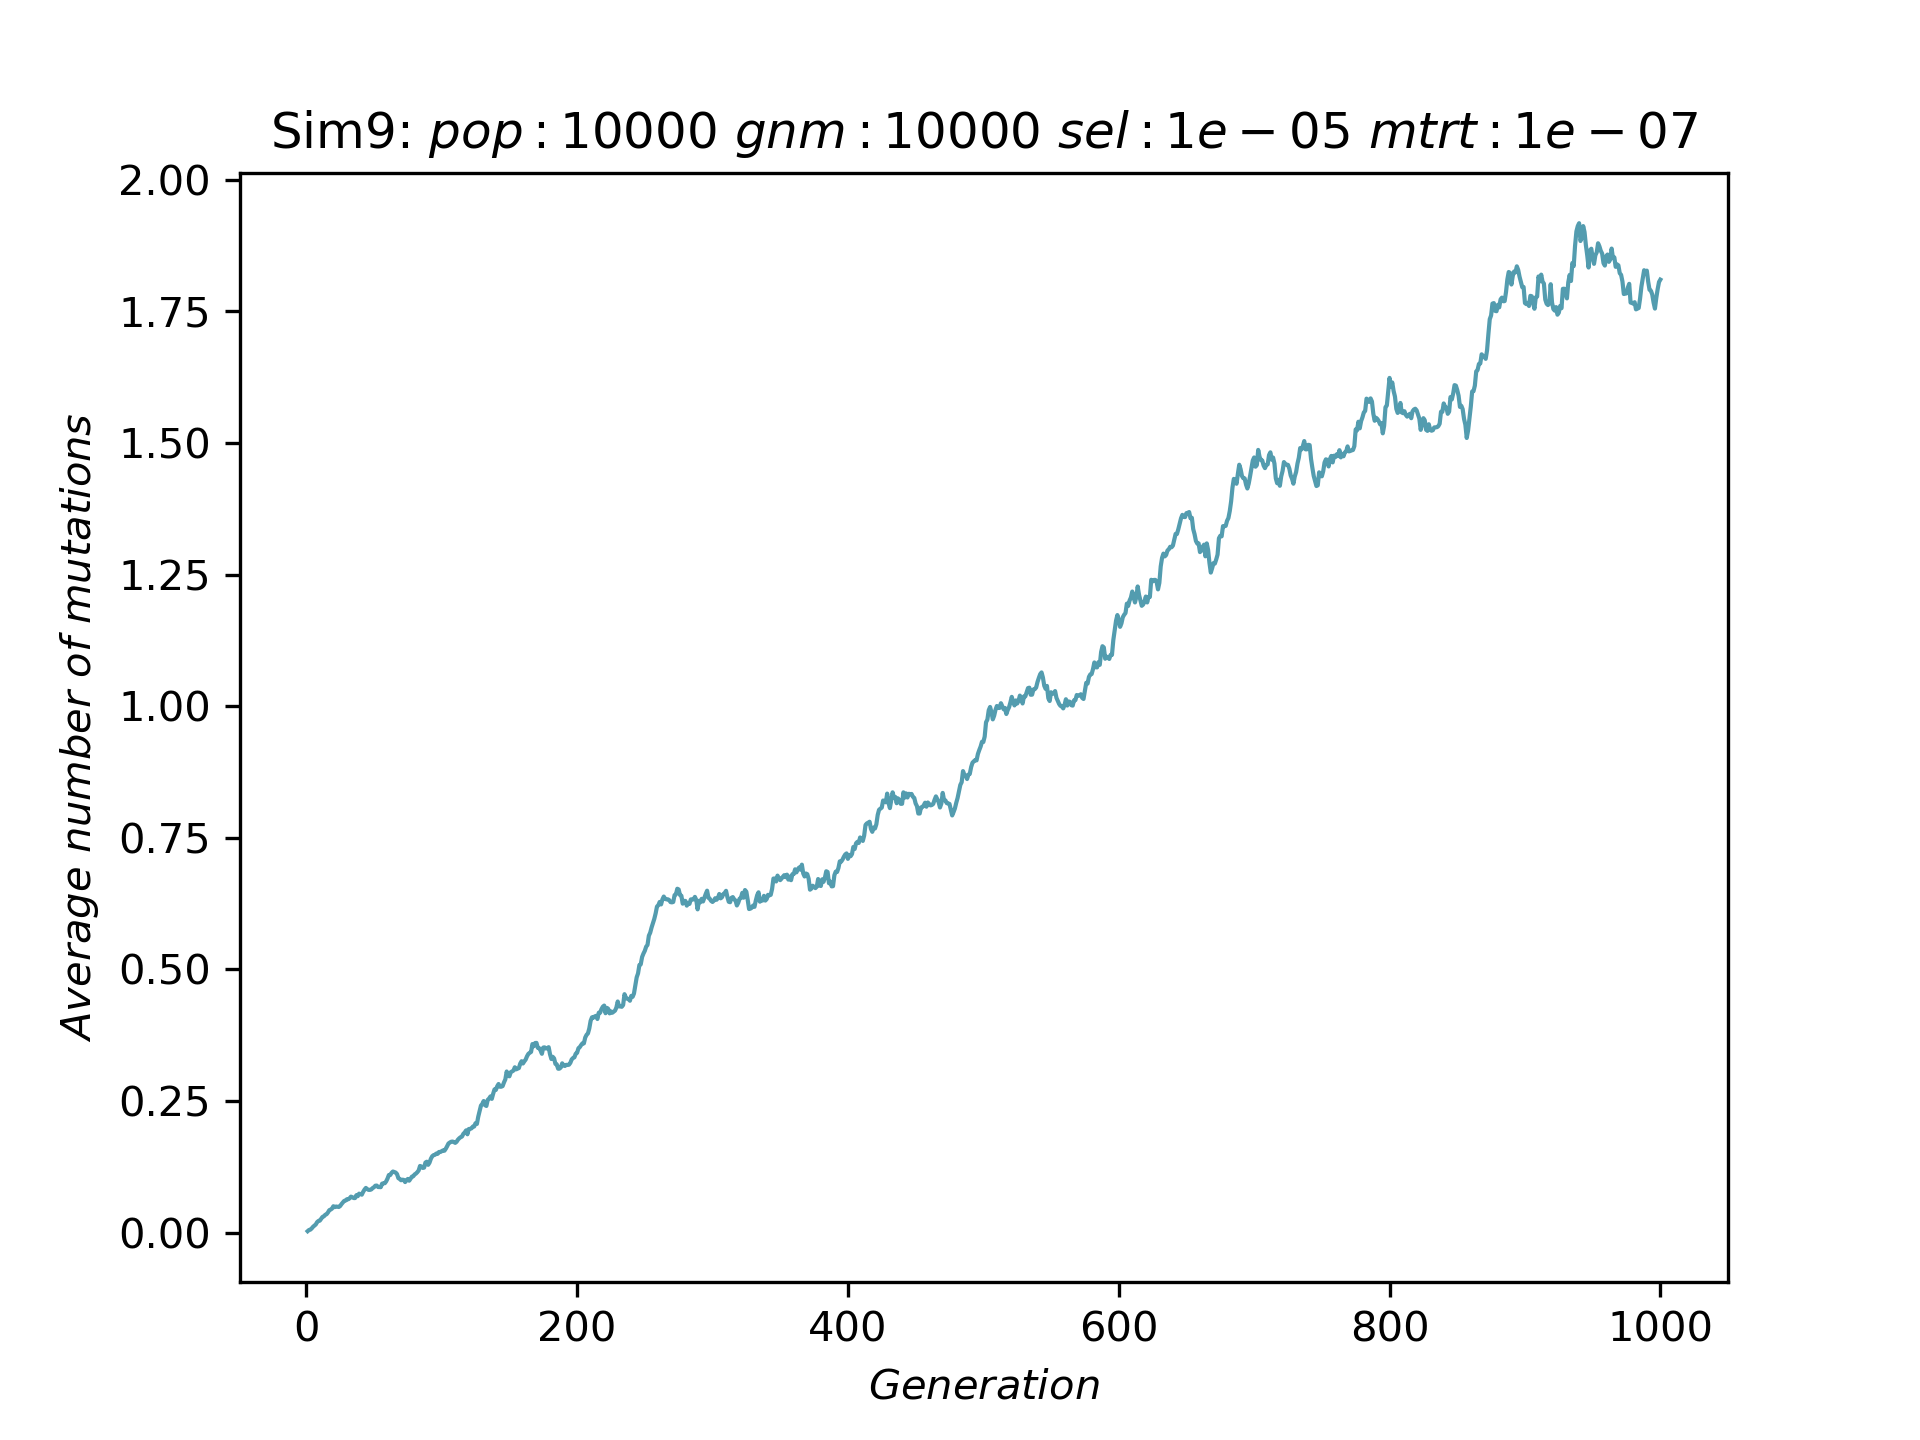 Sim9: pop : 10000 gnm : 10000 sel : 1e − 05 mtrt : 1e − 07
2.00
1.75
1.50
1.25
1.00
0.75
0.50
0.25
0.00
Average number of mutations
0 200 400 600 800 1000
Generation